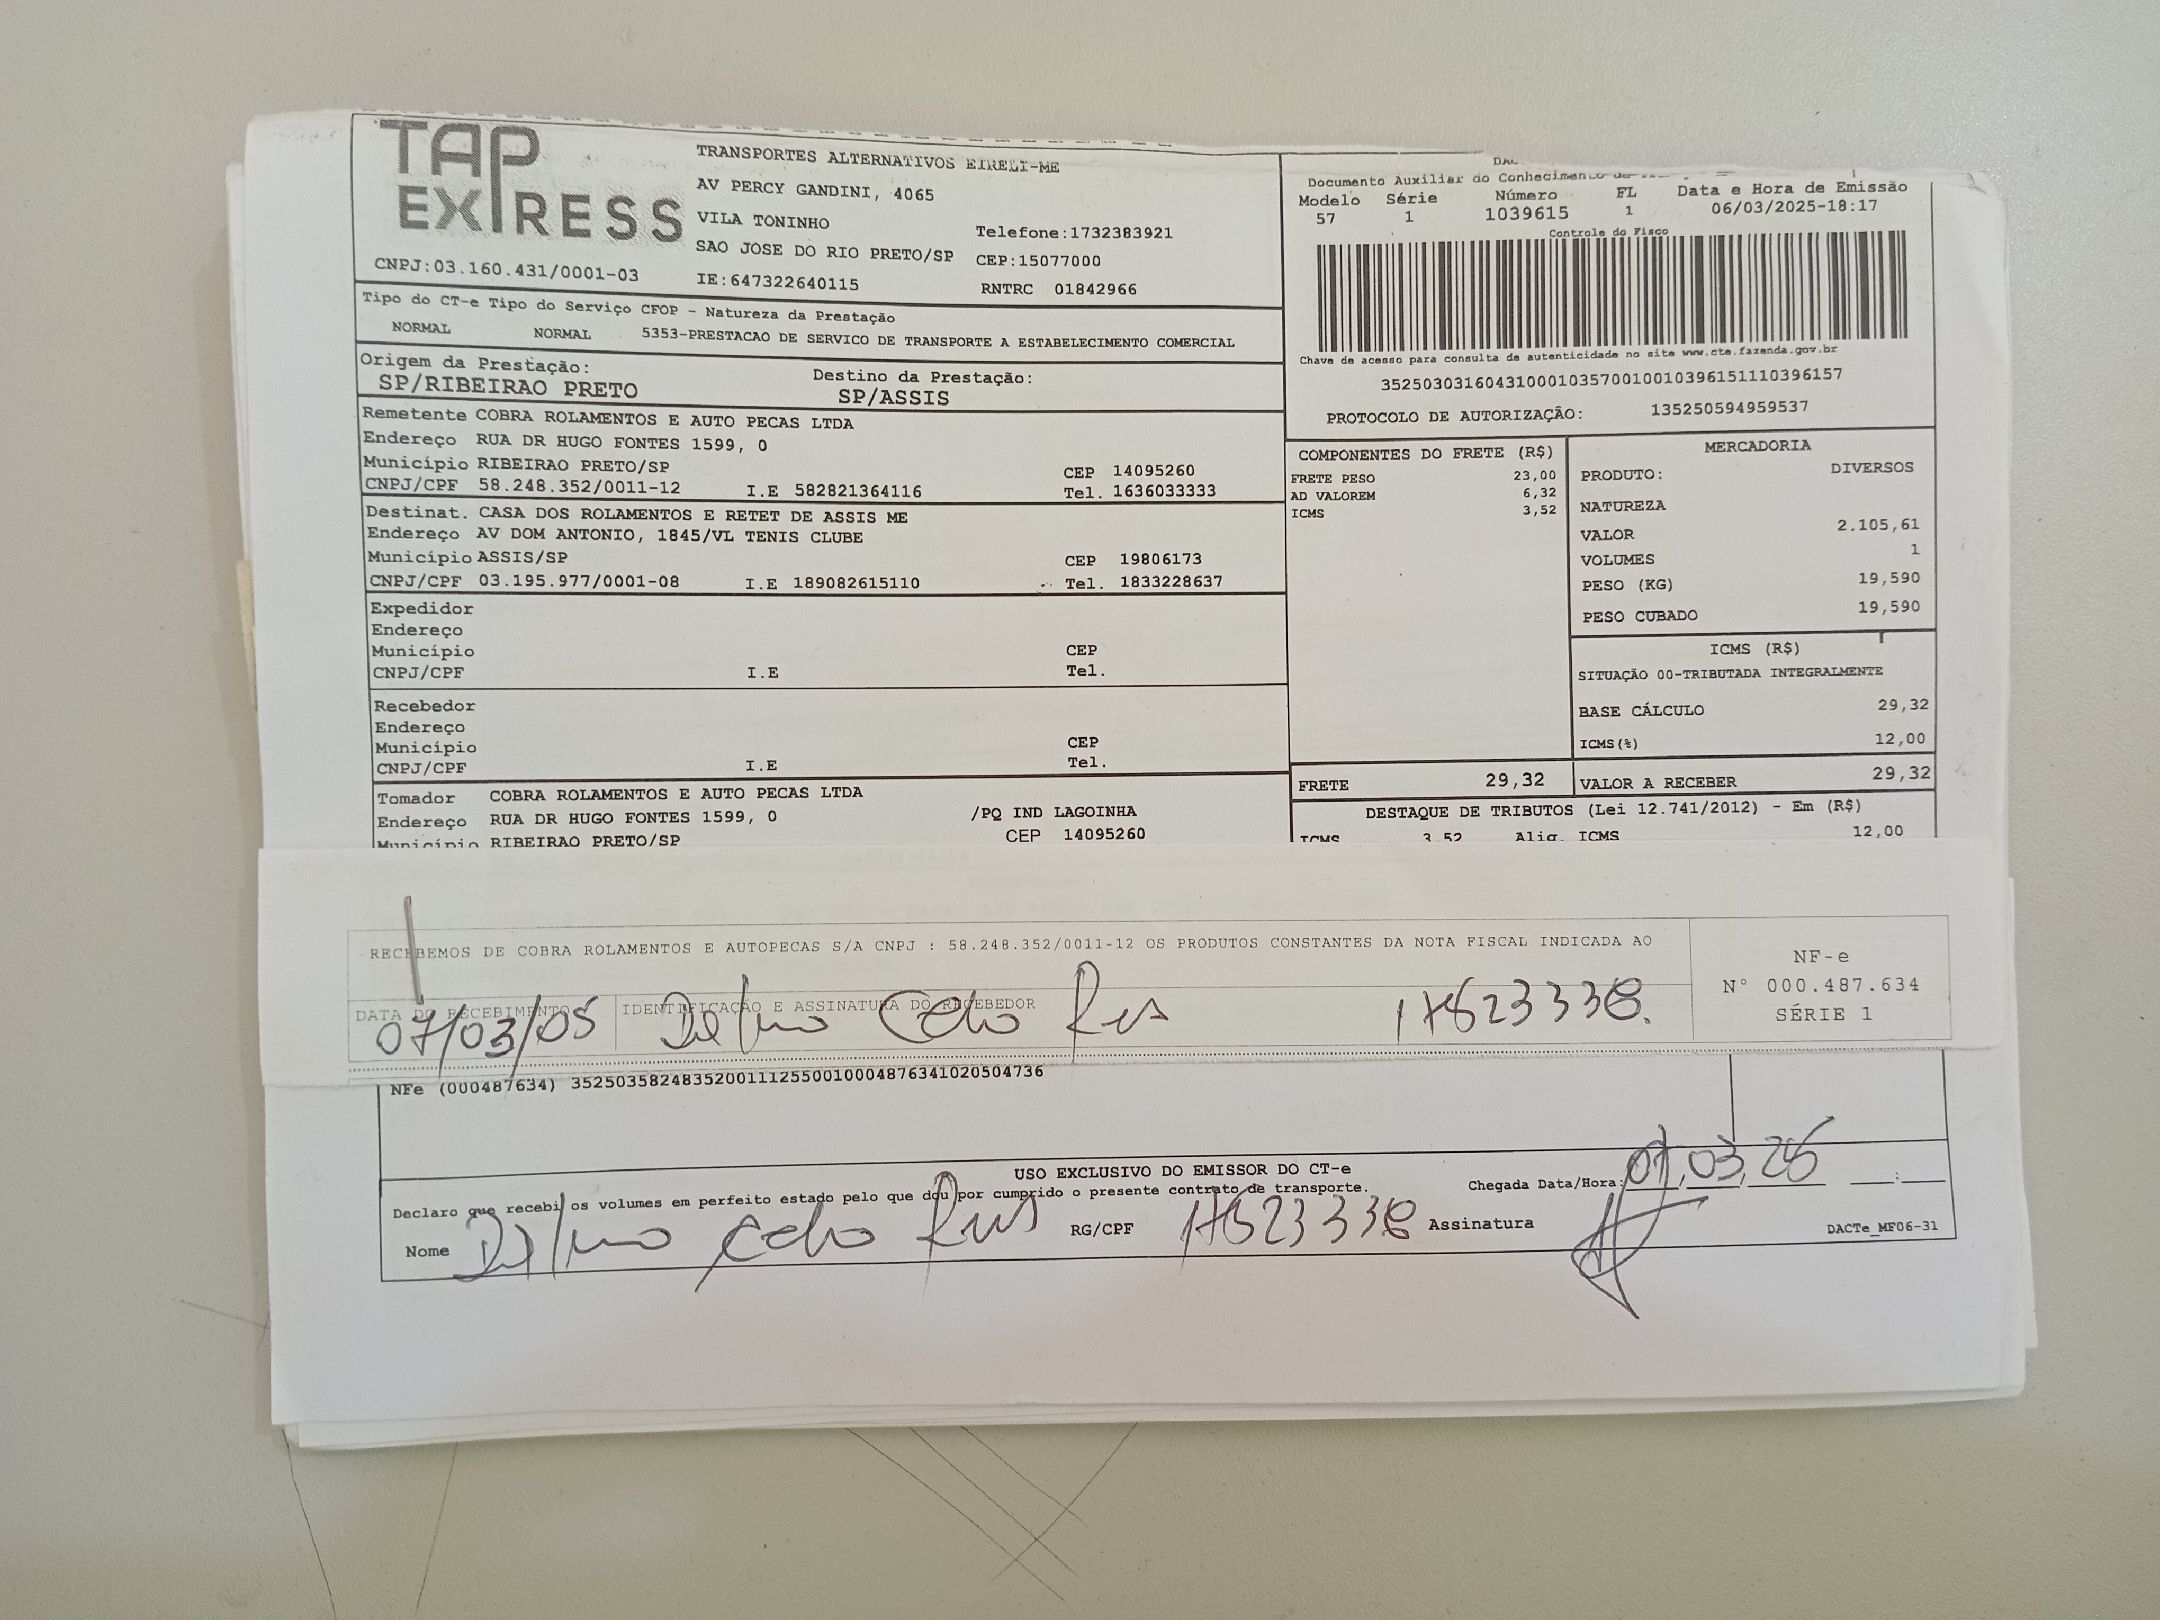 TAP EXPRESS
TRANSPORTES ALTERNATIVOS EIRELI-ME
AV PERCY GANDINI, 4065
VILA TONINHO
Telefone:1732383921
SAO JOSE DO RIO PRETO/SP CEP:15077000
CNPJ:03.160.431/0001-03
IE:647322640115 RNTRC 01842966
Documento Auxiliar do Conhecimen
Modelo Série Número FL Data e Hora de Emissão
57 1 1039615 1 06/03/2025-18:17
Controle do Fisco
Chave de acesso para consulta de autenticidade no site www.cte.fazenda.gov.br
35250303160431000103570010010396151110396157
PROTOCOLO DE AUTORIZAÇÃO: 135250594959537
Tipo do CT-e Tipo do Serviço CFOP - Natureza da Prestação
NORMAL NORMAL 5353-PRESTACAO DE SERVICO DE TRANSPORTE A ESTABELECIMENTO COMERCIAL
Origem da Prestação: Destino da Prestação:
SP/RIBEIRAO PRETO SP/ASSIS
Remetente COBRA ROLAMENTOS E AUTO PECAS LTDA
Endereço RUA DR HUGO FONTES 1599, 0
Município RIBEIRAO PRETO/SP CEP 14095260
CNPJ/CPF 58.248.352/0011-12 I.E 582821364116 Tel. 1636033333
Destinat. CASA DOS ROLAMENTOS E RETET DE ASSIS ME
Endereço AV DOM ANTONIO, 1845/VL TENIS CLUBE
Município ASSIS/SP CEP 19806173
CNPJ/CPF 03.195.977/0001-08 I.E 189082615110 Tel. 1833228637
Expedidor
Endereço
Município CEP
CNPJ/CPF I.E Tel.
Recebedor
Endereço
Município CEP
CNPJ/CPF I.E Tel.
Tomador COBRA ROLAMENTOS E AUTO PECAS LTDA
Endereço RUA DR HUGO FONTES 1599, 0 /PQ IND LAGOINHA
Município RIBEIRAO PRETO/SP CEP 14095260
COMPONENTES DO FRETE (R$)
FRETE PESO 23,00
AD VALOREM 6,32
ICMS 3,52
MERCADORIA
PRODUTO: DIVERSOS
NATUREZA
VALOR 2.105,61
VOLUMES 1
PESO (KG) 19,590
PESO CUBADO 19,590
ICMS (R$)
SITUAÇÃO 00-TRIBUTADA INTEGRALMENTE
BASE CÁLCULO 29,32
ICMS(%) 12,00
FRETE 29,32 VALOR A RECEBER 29,32
DESTAQUE DE TRIBUTOS (Lei 12.741/2012) - Em (R$)
ICMS 3,52 Aliq. ICMS 12,00
RECEBEMOS DE COBRA ROLAMENTOS E AUTOPECAS S/A CNPJ : 58.248.352/0011-12 OS PRODUTOS CONSTANTES DA NOTA FISCAL INDICADA AO
NF-e
Nº 000.487.634
SÉRIE 1
DATA DO RECEBIMENTO IDENTIFICAÇÃO E ASSINATURA DO RECEBEDOR
07/03/05 17623338
NFe (000487634) 35250358248352001112550010004876341020504736
USO EXCLUSIVO DO EMISSOR DO CT-e
Declaro que recebi os volumes em perfeito estado pelo que dou por cumprido o presente contrato de transporte.
Chegada Data/Hora: 07 03 25 :
Nome RG/CPF 17623338 Assinatura
DACTe_MF06-31